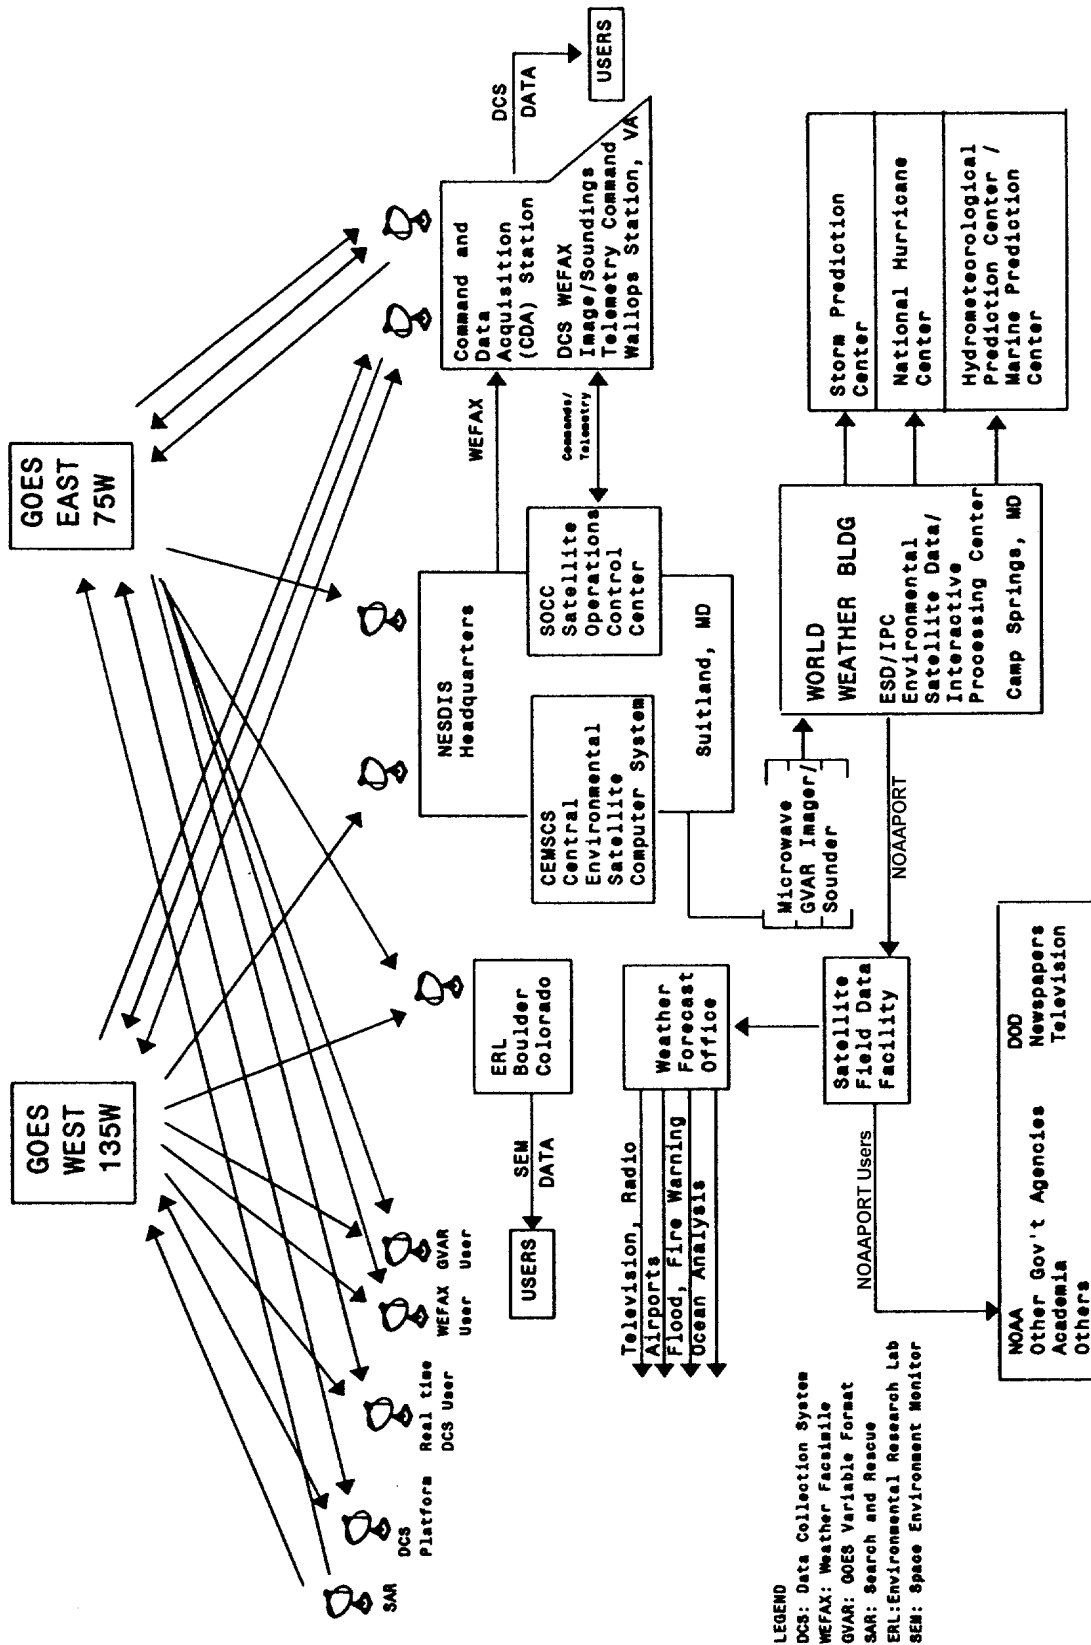 GOES
WEST
135W
GOES
EAST
75W
SAR
DCS
Platform
Real time
DCS User
WEFAX
User
GVAR
User
ERL
Boulder
Colorado
SEM
DATA
USERS
NESDIS
Headquarters
CEMSCS
Central
Environmental
Satellite
Computer System
SOCC
Satellite
Operations
Control
Center
Suitland, MD
WEFAX
Commands/
Telemetry
Command and
Data
Acquisition
(CDA) Station
DCS WEFAX
Image/Soundings
Telemetry Command
Wallops Station, VA
DCS
DATA
USERS
Television, Radio
Airports
Flood, Fire Warning
Ocean Analysis
Weather
Forecast
Office
Microwave
GVAR Imager/
Sounder
WORLD
WEATHER BLDG
ESD/IPC
Environmental
Satellite Data/
Interactive
Processing Center
Camp Springs, MD
Storm Prediction
Center
National Hurricane
Center
Hydrometeorological
Prediction Center /
Marine Prediction
Center
NOAAPORT
Satellite
Field Data
Facility
NOAAPORT Users
NOAA
Other Gov't Agencies
Academia
Others
DOD
Newspapers
Television
LEGEND
DCS: Data Collection System
WEFAX: Weather Facsimile
GVAR: GOES Variable Format
SAR: Search and Rescue
ERL:Environmental Research Lab
SEM: Space Environment Monitor